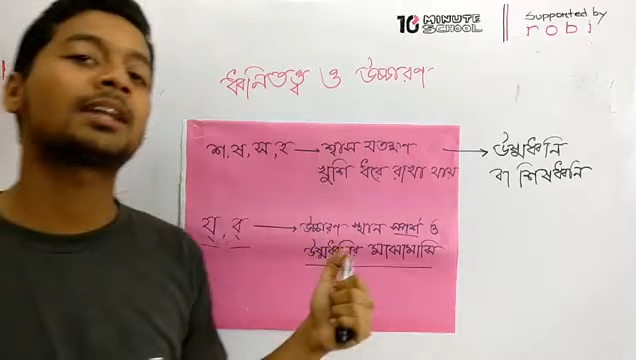 10 MINUTE SCHOOL
Supported by
robi
ধ্বনিতত্ত্ব ও উচ্চারণ
শ, ষ, স, হ → শ্বাস যতক্ষণ → উষ্মধ্বনি
খুশি ধরে রাখা যায় বা শিষধ্বনি
য্, র্ → উচ্চারণ স্থান স্পর্শ ও
উষ্মধ্বনির মাঝামাঝি